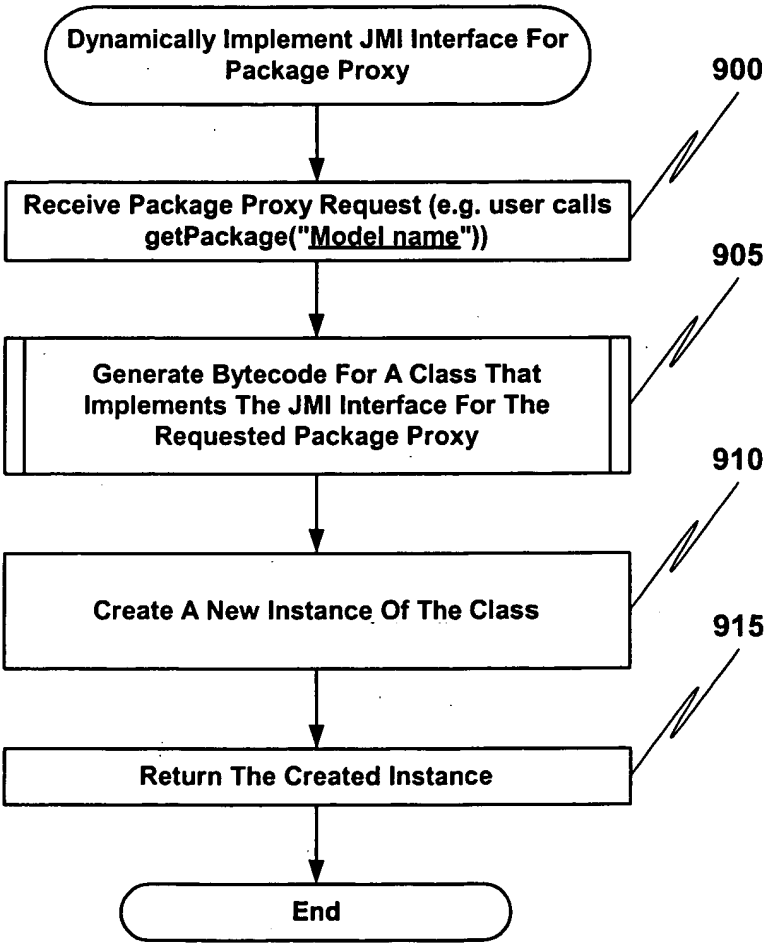 Dynamically Implement JMI Interface For
Package Proxy
900
Receive Package Proxy Request (e.g. user calls
getPackage("Model name"))
905
Generate Bytecode For A Class That
Implements The JMI Interface For The
Requested Package Proxy
910
Create A New Instance Of The Class
915
Return The Created Instance
End